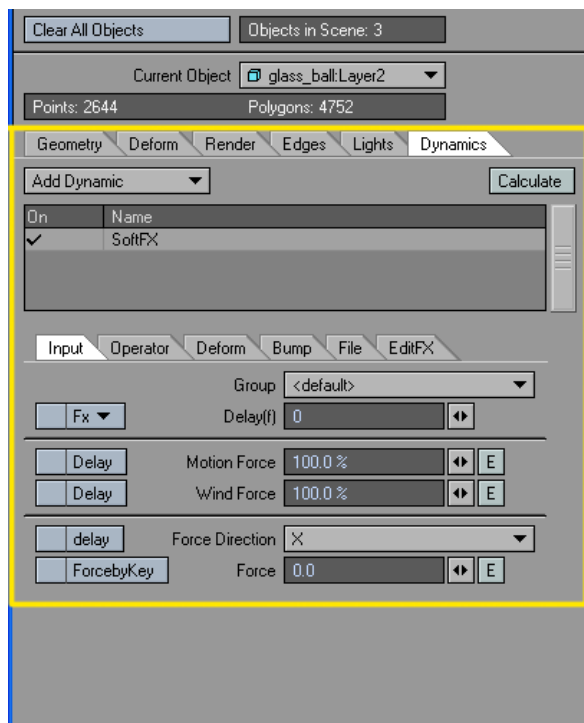 Clear All Objects Objects in Scene: 3
Current Object glass_ball:Layer2
Points: 2644 Polygons: 4752
Geometry Deform Render Edges Lights Dynamics
Add Dynamic Calculate
On Name
SoftFX
Input Operator Deform Bump File EditFX
Group <default>
Fx Delay(f) 0
Delay Motion Force 100.0 % E
Delay Wind Force 100.0 % E
delay Force Direction X
ForcebyKey Force 0.0 E